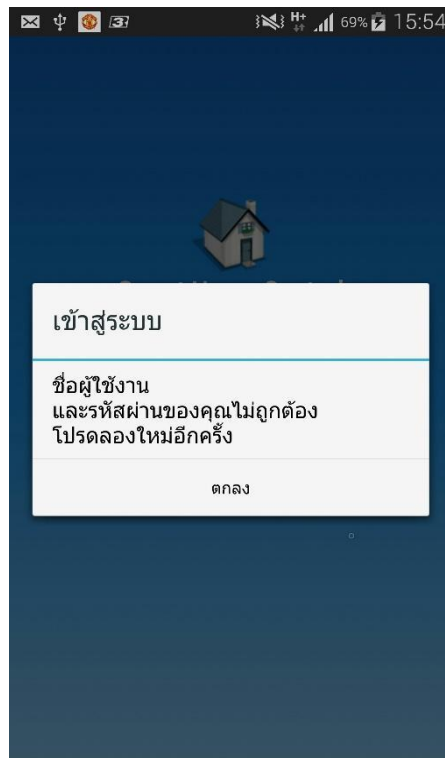 H+ 69% 15:54
เข้าสู่ระบบ
ชื่อผู้ใช้งาน
และรหัสผ่านของคุณไม่ถูกต้อง
โปรดลองใหม่อีกครั้ง
ตกลง